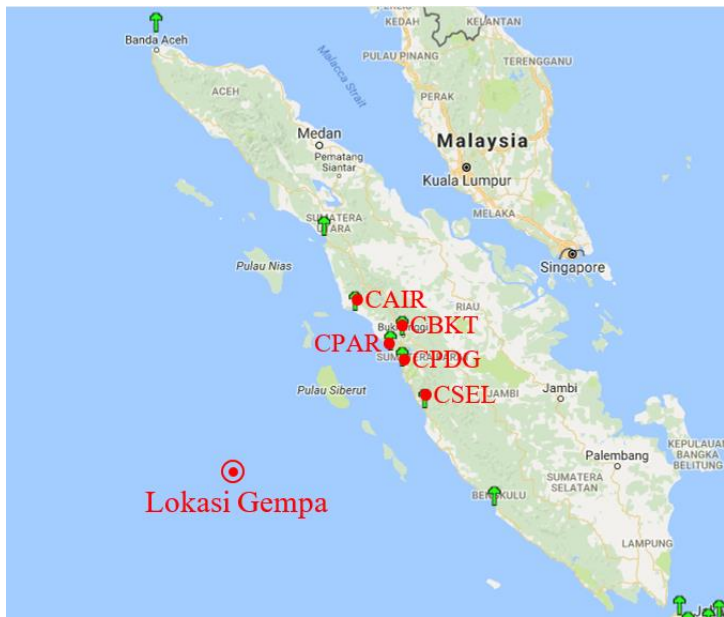 KEDAH
KELANTAN
PULAU PINANG
TERENGGANU
Banda Aceh
Malacca Strait
ACEH
PERAK
Medan
Malaysia
Pematang
Siantar
Kuala Lumpur
SUMATERA
UTARA
MELAKA
Pulau Nias
Singapore
RIAU
CAIR
CBKT
CPAR
CPDG
Pulau Siberut
JAMBI
Jambi
CSEL
KEPULAUAN
BANGKA
BELITUNG
Palembang
Lokasi Gempa
SUMATERA
SELATAN
BENGKULU
LAMPUNG